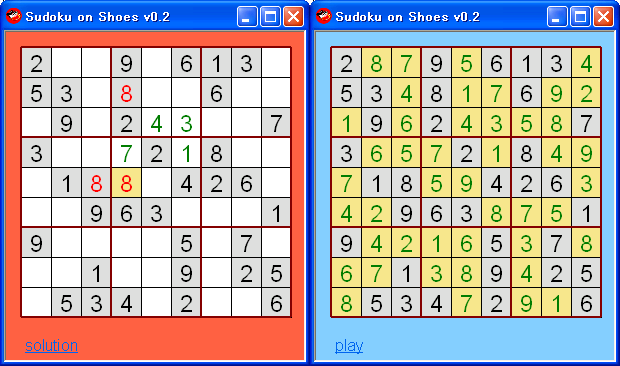 Sudoku on Shoes v0.2
2 9 6 1 3
5 3 8 6
9 2 4 3 7
3 7 2 1 8
1 8 8 4 2 6
9 6 3 1
9 5 7
1 9 2 5
5 3 4 2 6
solution
Sudoku on Shoes v0.2
2 8 7 9 5 6 1 3 4
5 3 4 8 1 7 6 9 2
1 9 6 2 4 3 5 8 7
3 6 5 7 2 1 8 4 9
7 1 8 5 9 4 2 6 3
4 2 9 6 3 8 7 5 1
9 4 2 1 6 5 3 7 8
6 7 1 3 8 9 4 2 5
8 5 3 4 7 2 9 1 6
play